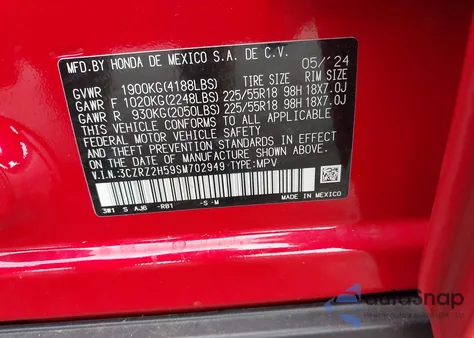 MFD.BY HONDA DE MEXICO S.A. DE C.V. 05/'24
GVWR 1900KG(4188LBS) TIRE SIZE RIM SIZE
GAWR F 1020KG(2248LBS) 225/55R18 98H 18X7.0J
GAWR R 930KG(2050LBS) 225/55R18 98H 18X7.0J
THIS VEHICLE CONFORMS TO ALL APPLICABLE
FEDERAL MOTOR VEHICLE SAFETY, BUMPER, AND
THEFT PREVENTION STANDARDS IN EFFECT ON THE
DATE OF MANUFACTURE SHOWN ABOVE.
V.I.N:3CZRZ2H59SM702949 TYPE:MPV
3W1 S AJ6 -RB1 -S -M
MADE IN MEXICO
AutoSnap